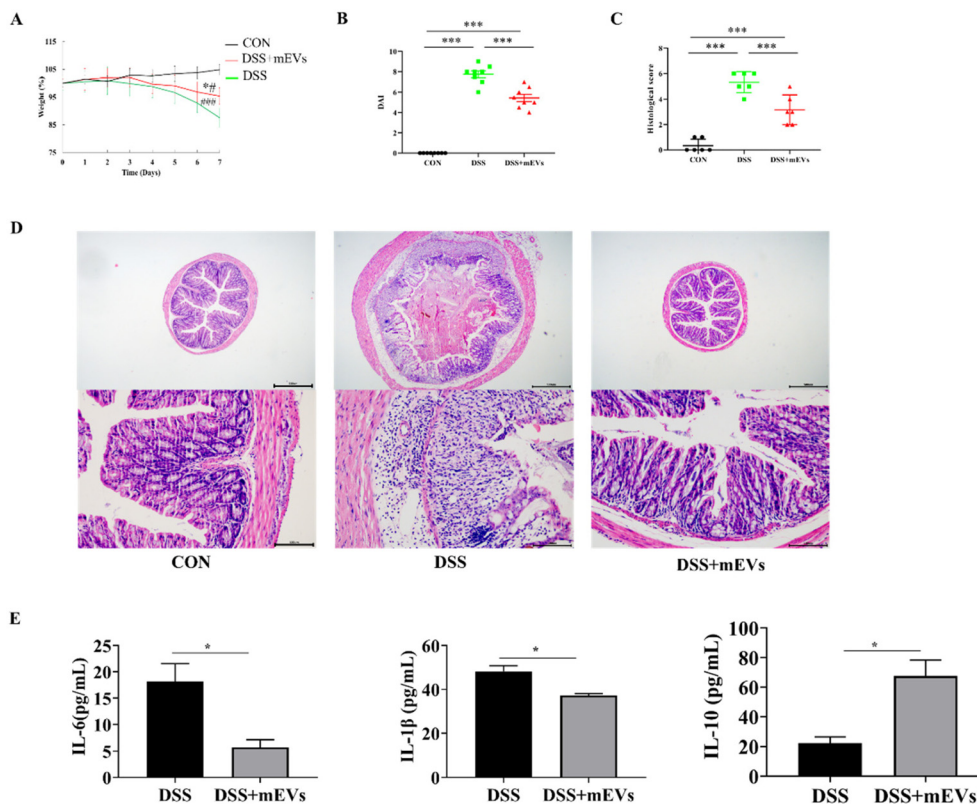 A
Weight (%)
105
95
85
75
0 1 2 3 4 5 6 7
Time (Days)
CON
DSS+mEVs
DSS
*#
###
B
DAI
10
8
6
4
2
0
***
*** ***
CON DSS DSS+mEVs
C
Histological score
8
6
4
2
0
***
*** ***
CON DSS DSS+mEVs
D
CON DSS DSS+mEVs
E
IL-6(pg/mL)
25
20
15
10
5
0
*
DSS DSS+mEVs
IL-1β (pg/mL)
60
40
20
0
*
DSS DSS+mEVs
IL-10 (pg/mL)
80
60
40
20
0
*
DSS DSS+mEVs